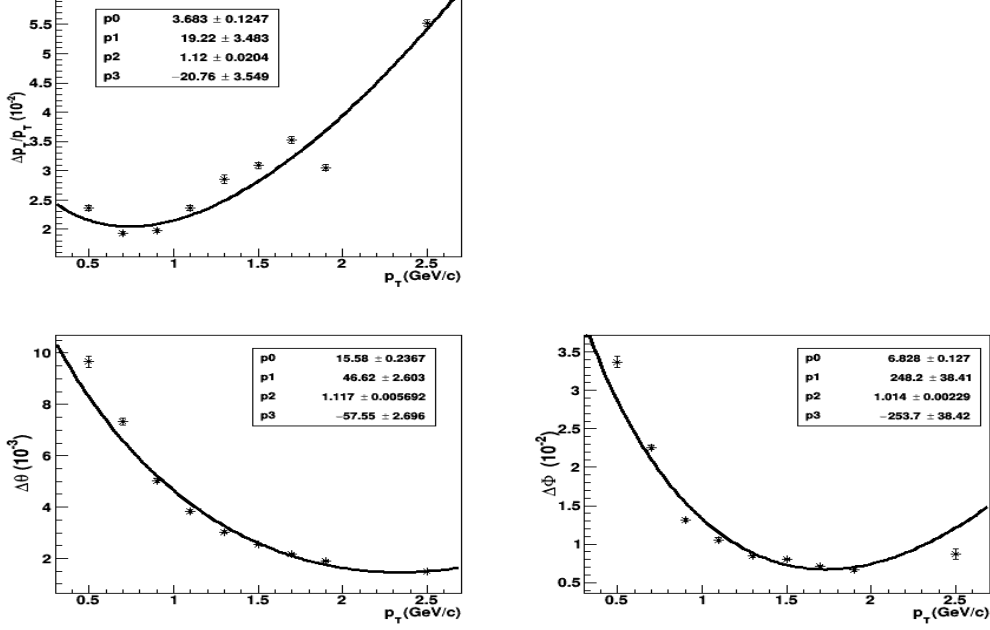 5.5
5
4.5
4
3.5
3
2.5
2
Δp_T/p_T (10⁻²)
p0 3.683 ± 0.1247
p1 19.22 ± 3.483
p2 1.12 ± 0.0204
p3 −20.76 ± 3.549
0.5 1 1.5 2 2.5
p_T(GeV/c)
10
8
6
4
2
Δθ (10⁻³)
p0 15.58 ± 0.2367
p1 46.62 ± 2.603
p2 1.117 ± 0.005692
p3 −57.55 ± 2.696
0.5 1 1.5 2 2.5
p_T(GeV/c)
3.5
3
2.5
2
1.5
1
0.5
ΔΦ (10⁻²)
p0 6.828 ± 0.127
p1 248.2 ± 38.41
p2 1.014 ± 0.00229
p3 −253.7 ± 38.42
0.5 1 1.5 2 2.5
p_T(GeV/c)